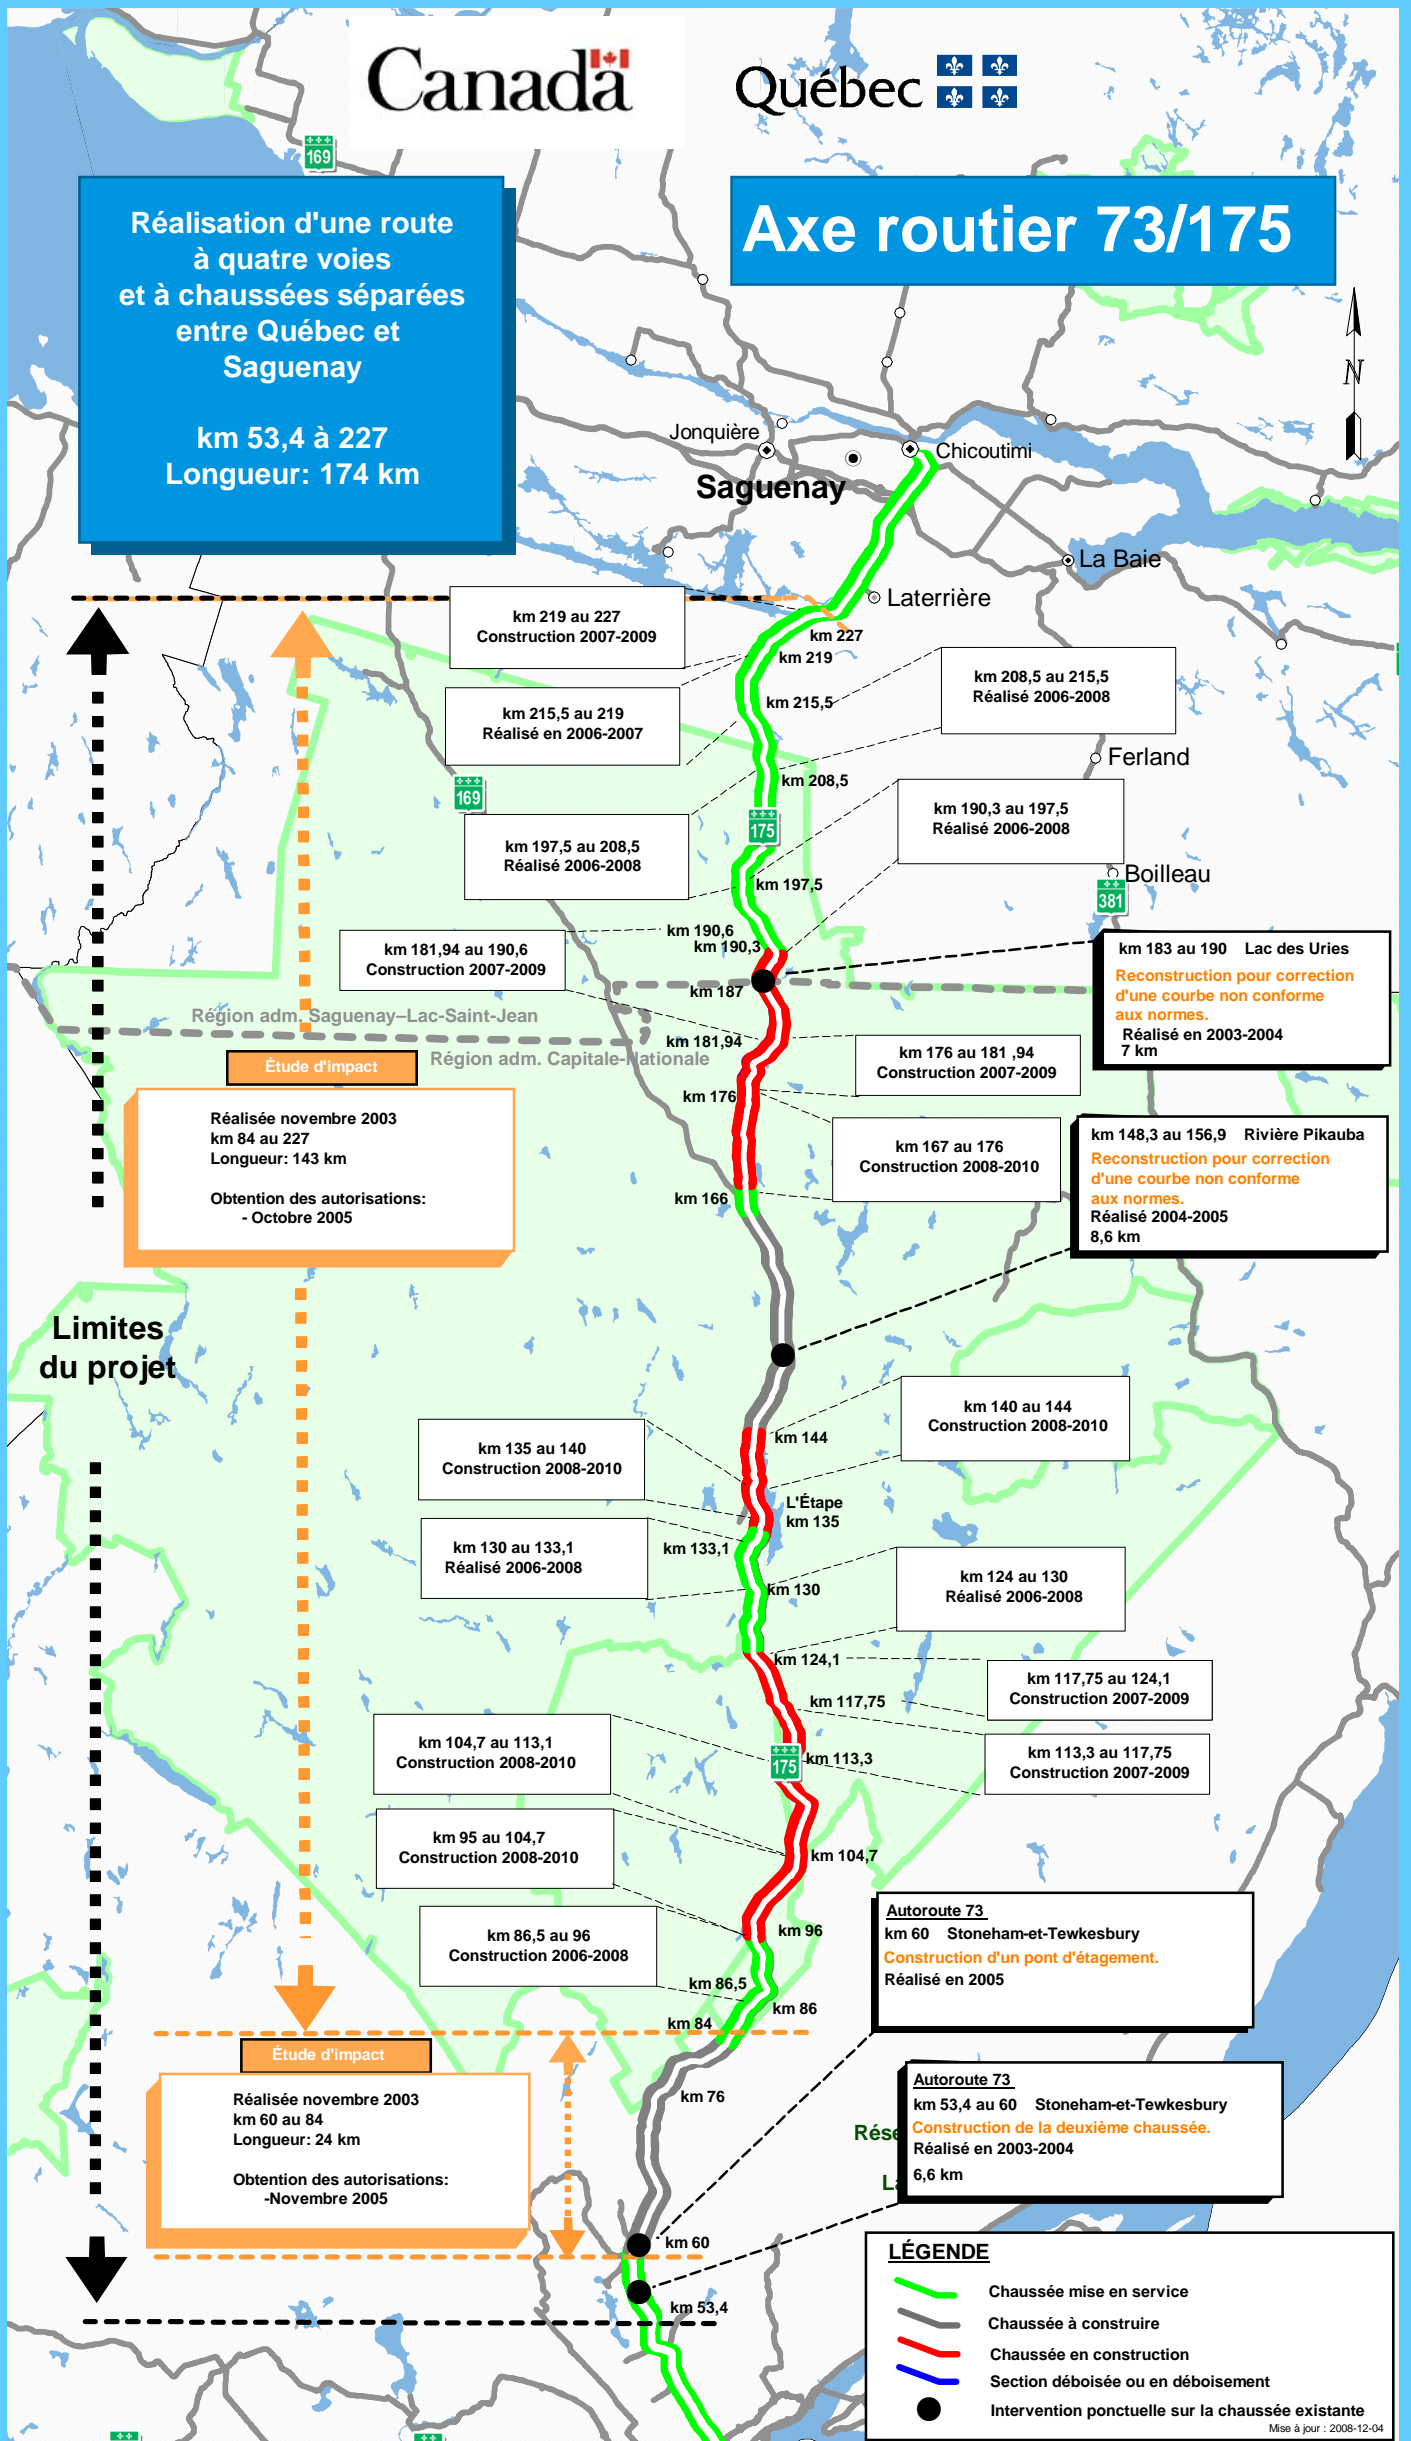 Canada
Québec
169
Réalisation d'une route
à quatre voies
et à chaussées séparées
entre Québec et
Saguenay
km 53,4 à 227
Longueur: 174 km
Axe routier 73/175
N
Jonquière
Chicoutimi
Saguenay
La Baie
Laterrière
km 219 au 227
Construction 2007-2009
km 227
km 219
km 208,5 au 215,5
Réalisé 2006-2008
km 215,5
km 215,5 au 219
Réalisé en 2006-2007
Ferland
km 208,5
169
km 190,3 au 197,5
Réalisé 2006-2008
175
km 197,5 au 208,5
Réalisé 2006-2008
Boilleau
km 197,5
381
km 190,6
km 190,3
km 181,94 au 190,6
Construction 2007-2009
km 183 au 190 Lac des Uries
Reconstruction pour correction
d'une courbe non conforme
aux normes.
Réalisé en 2003-2004
7 km
km 187
Région adm. Saguenay–Lac-Saint-Jean
km 181,94
Région adm. Capitale-Nationale
km 176 au 181 ,94
Construction 2007-2009
Étude d'impact
Réalisée novembre 2003
km 84 au 227
Longueur: 143 km
Obtention des autorisations:
- Octobre 2005
km 176
km 167 au 176
Construction 2008-2010
km 148,3 au 156,9 Rivière Pikauba
Reconstruction pour correction
d'une courbe non conforme
aux normes.
Réalisé 2004-2005
8,6 km
km 166
Limites
du projet
km 140 au 144
Construction 2008-2010
km 144
km 135 au 140
Construction 2008-2010
L'Étape
km 135
km 130 au 133,1
Réalisé 2006-2008
km 133,1
km 130
km 124 au 130
Réalisé 2006-2008
km 124,1
km 117,75 au 124,1
Construction 2007-2009
km 117,75
km 104,7 au 113,1
Construction 2008-2010
175
km 113,3
km 113,3 au 117,75
Construction 2007-2009
km 95 au 104,7
Construction 2008-2010
km 104,7
km 86,5 au 96
Construction 2006-2008
km 96
Autoroute 73
km 60 Stoneham-et-Tewkesbury
Construction d'un pont d'étagement.
Réalisé en 2005
km 86,5
km 86
km 84
Étude d'impact
Réalisée novembre 2003
km 60 au 84
Longueur: 24 km
Obtention des autorisations:
-Novembre 2005
km 76
Autoroute 73
km 53,4 au 60 Stoneham-et-Tewkesbury
Construction de la deuxième chaussée.
Réalisé en 2003-2004
6,6 km
km 60
km 53,4
LÉGENDE
Chaussée mise en service
Chaussée à construire
Chaussée en construction
Section déboisée ou en déboisement
Intervention ponctuelle sur la chaussée existante
Mise à jour : 2008-12-04